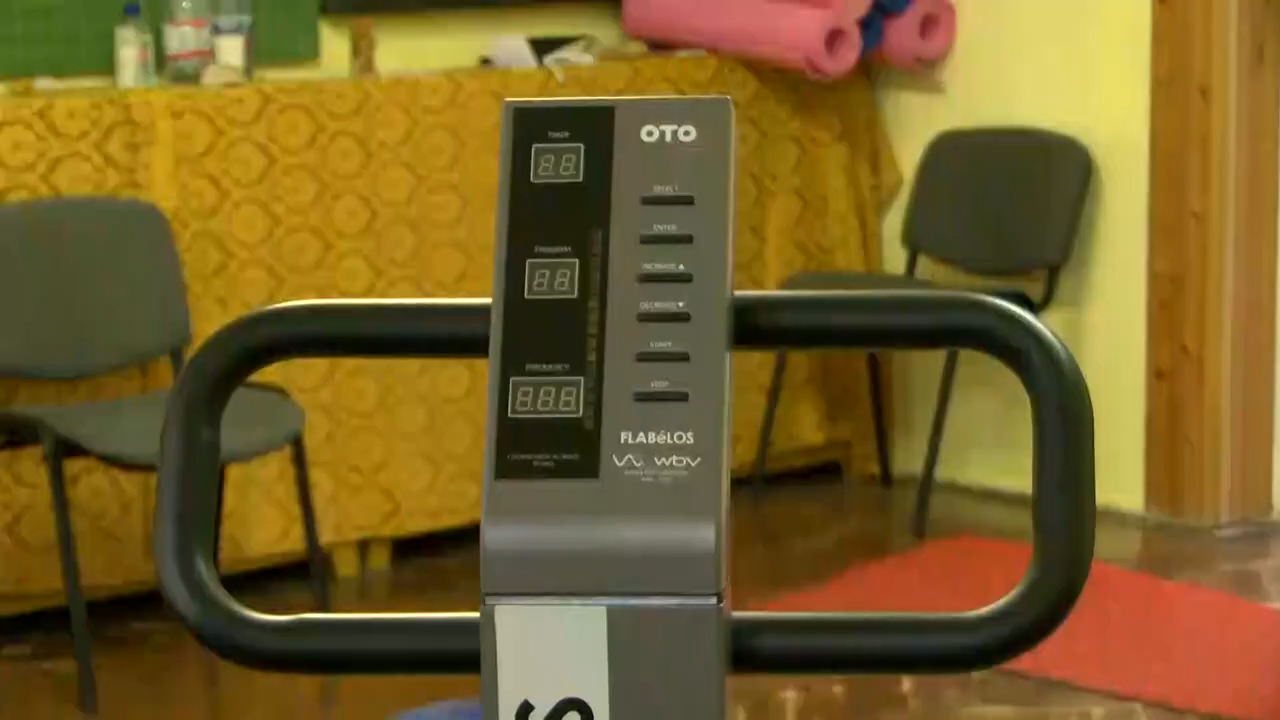 TIMER
OTO
SELECT
ENTER
PROGRAM
INCREASE ▲
DECREASE ▼
START
FREQUENCY
STOP
FLABéLOS
wbv
S